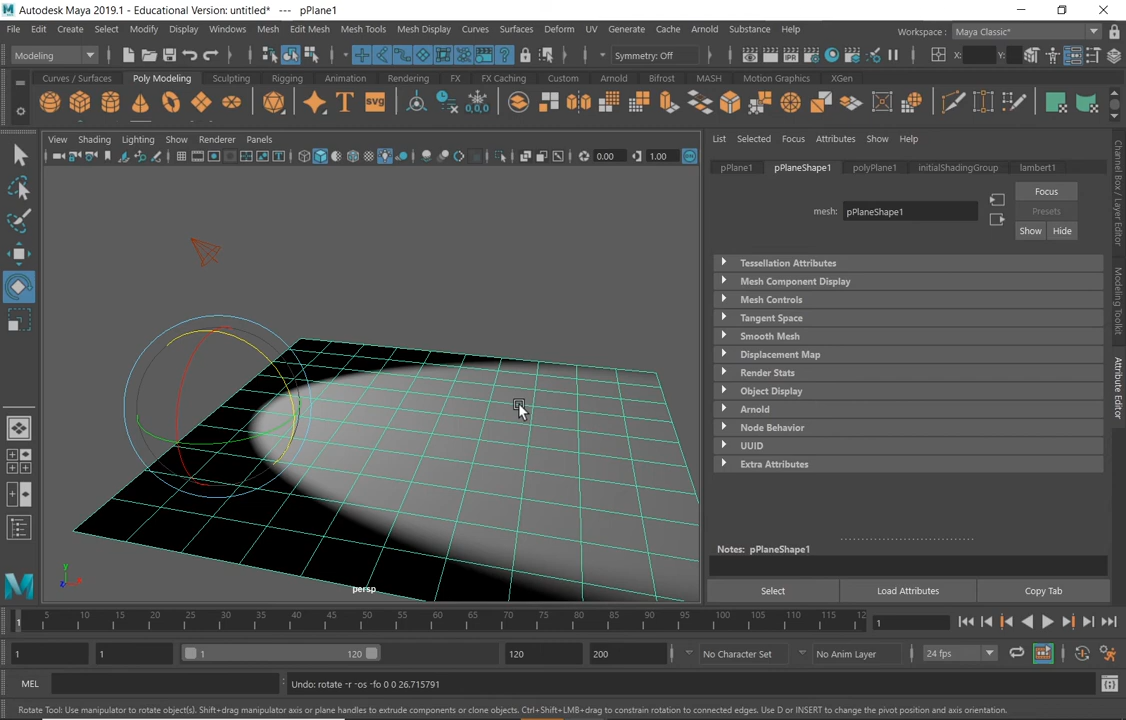 Autodesk Maya 2019.1 - Educational Version: untitled* --- pPlane1
File Edit Create Select Modify Display Windows Mesh Edit Mesh Mesh Tools Mesh Display Curves Surfaces Deform UV Generate Cache Arnold Substance Help
Workspace : Maya Classic*
Modeling
Symmetry: Off
X:
Y:
Curves / Surfaces Poly Modeling Sculpting Rigging Animation Rendering FX FX Caching Custom Arnold Bifrost MASH Motion Graphics XGen
View Shading Lighting Show Renderer Panels
0.00 1.00
List Selected Focus Attributes Show Help
pPlane1 pPlaneShape1 polyPlane1 initialShadingGroup lambert1
mesh: pPlaneShape1
Focus
Presets
Show Hide
Tessellation Attributes
Mesh Component Display
Mesh Controls
Tangent Space
Smooth Mesh
Displacement Map
Render Stats
Object Display
Arnold
Node Behavior
UUID
Extra Attributes
Notes: pPlaneShape1
Select Load Attributes Copy Tab
Channel Box / Layer Editor
Modeling Toolkit
Attribute Editor
persp
1 5 10 15 20 25 30 35 40 45 50 55 60 65 70 75 80 85 90 95 100 105 110 115 12
1
1 1 1 120 120 200 No Character Set No Anim Layer 24 fps
MEL
Undo: rotate -r -os -fo 0 0 26.715791
Rotate Tool: Use manipulator to rotate object(s). Shift+drag manipulator axis or plane handles to extrude components or clone objects. Ctrl+Shift+LMB+drag to constrain rotation to connected edges. Use D or INSERT to change the pivot position and axis orientation.